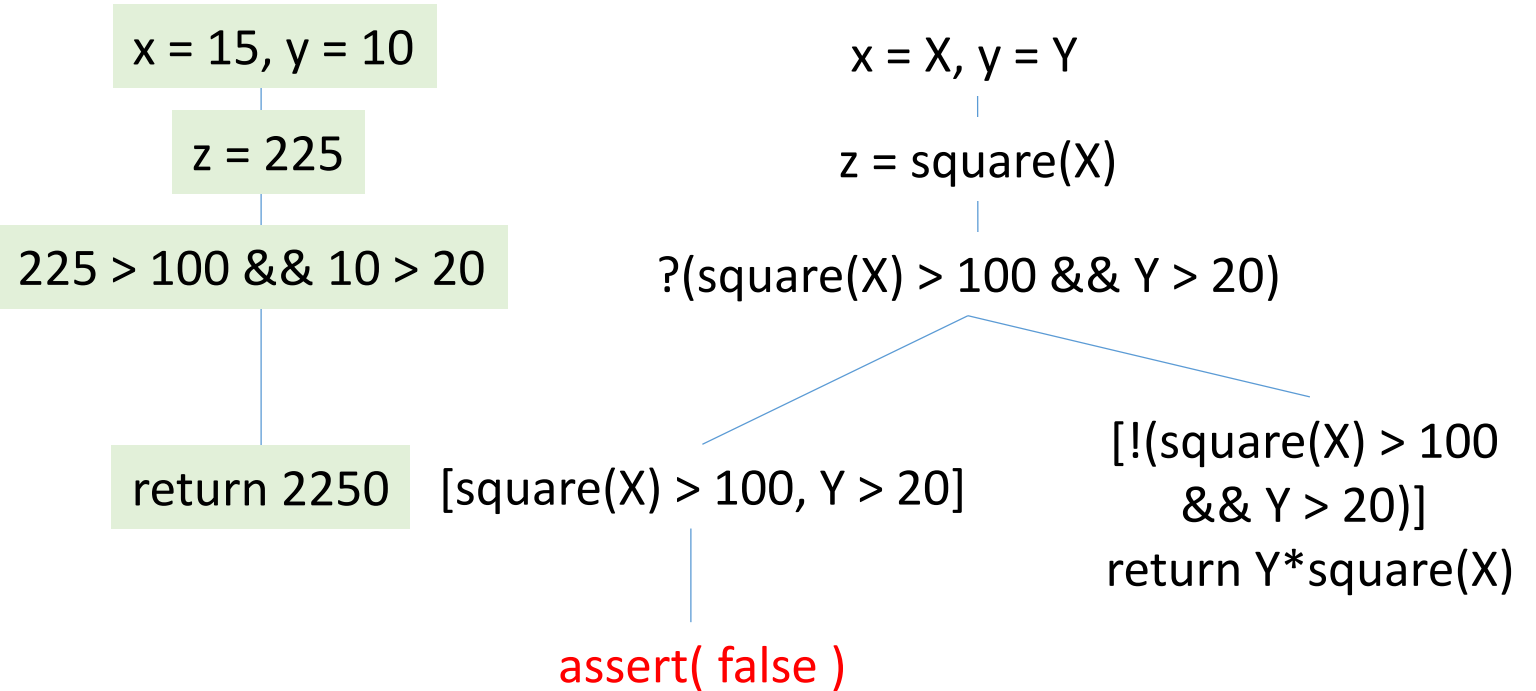 x = 15, y = 10
z = 225
225 > 100 && 10 > 20
return 2250
x = X, y = Y
z = square(X)
?(square(X) > 100 && Y > 20)
[square(X) > 100, Y > 20]
assert( false )
[!(square(X) > 100
&& Y > 20)]
return Y*square(X)